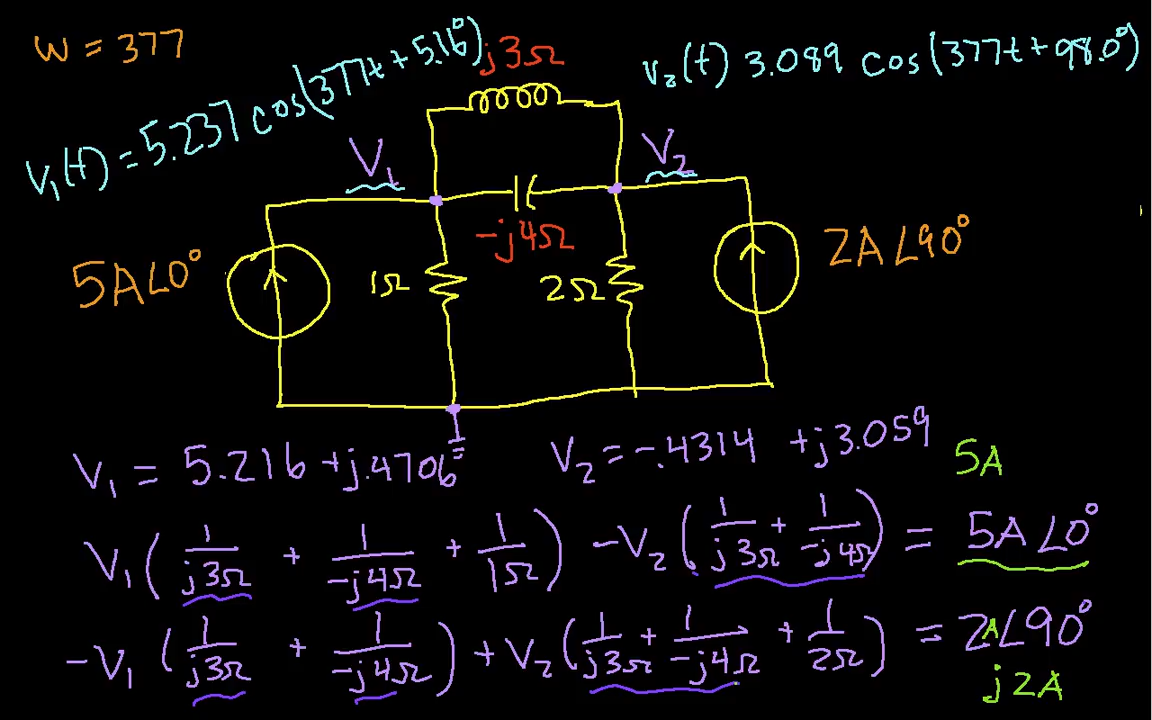 w = 377
v₁(t) = 5.237 cos(377t + 5.16°)
v₂(t) 3.089 cos(377t + 98.0°)
j3Ω
V₁
V₂
-j4Ω
5A∠0°
1Ω
2Ω
2A∠90°
V₁ = 5.216 + j.4706
V₂ = -.4314 + j3.059
5A
V₁(1/j3Ω + 1/-j4Ω + 1/1Ω) - V₂(1/j3Ω + 1/-j4Ω) = 5A∠0°
-V₁(1/j3Ω + 1/-j4Ω) + V₂(1/j3Ω + 1/-j4Ω + 1/2Ω) = 2A∠90°
j2A